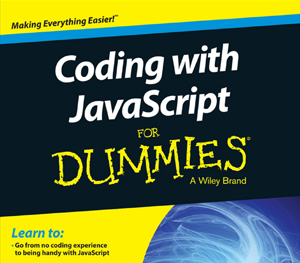 Making Everything Easier!™
Coding with
JavaScript
FOR
DUMMIES®
A Wiley Brand
Learn to:
• Go from no coding experience
to being handy with JavaScript